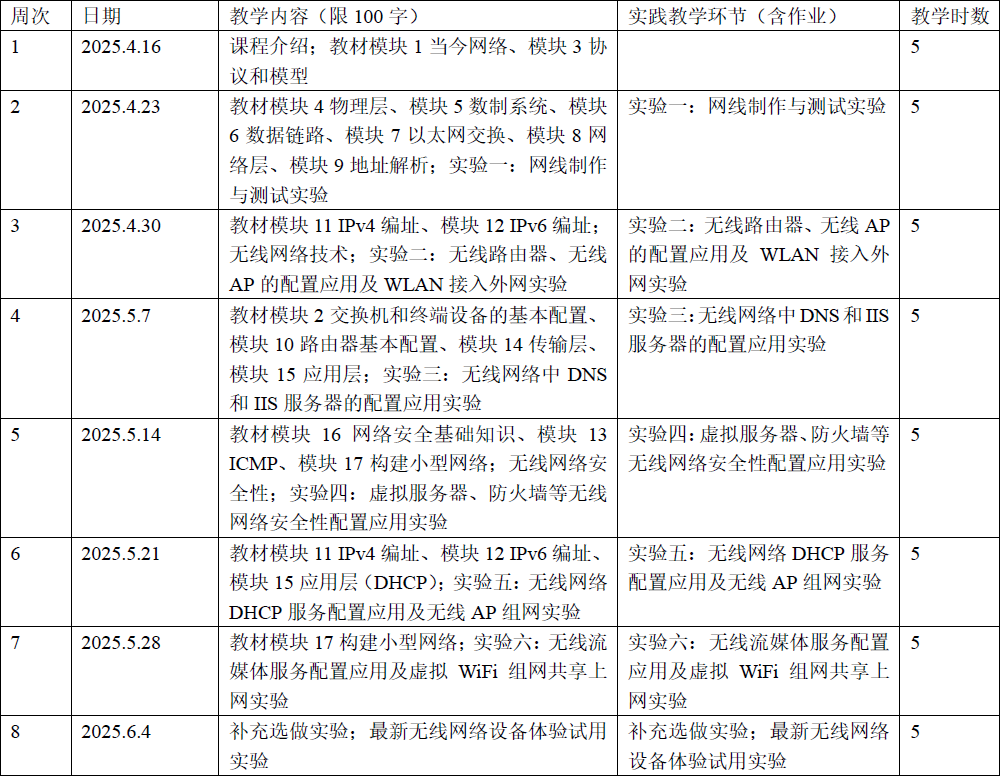 周次 日期 教学内容（限 100 字） 实践教学环节（含作业） 教学时数
1 2025.4.16 课程介绍；教材模块 1 当今网络、模块 3 协 5
议和模型
2 2025.4.23 教材模块 4 物理层、模块 5 数制系统、模块 实验一：网线制作与测试实验 5
6 数据链路、模块 7 以太网交换、模块 8 网
络层、模块 9 地址解析；实验一：网线制作
与测试实验
3 2025.4.30 教材模块 11 IPv4 编址、模块 12 IPv6 编址； 实验二：无线路由器、无线 AP 5
无线网络技术；实验二：无线路由器、无线 的配置应用及 WLAN 接入外
AP 的配置应用及 WLAN 接入外网实验 网实验
4 2025.5.7 教材模块 2 交换机和终端设备的基本配置、 实验三：无线网络中 DNS 和 IIS 5
模块 10 路由器基本配置、模块 14 传输层、 服务器的配置应用实验
模块 15 应用层；实验三：无线网络中 DNS
和 IIS 服务器的配置应用实验
5 2025.5.14 教材模块 16 网络安全基础知识、模块 13 实验四：虚拟服务器、防火墙等 5
ICMP、模块 17 构建小型网络；无线网络安 无线网络安全性配置应用实验
全性；实验四：虚拟服务器、防火墙等无线
网络安全性配置应用实验
6 2025.5.21 教材模块 11 IPv4 编址、模块 12 IPv6 编址、 实验五：无线网络 DHCP 服务 5
模块 15 应用层（DHCP）；实验五：无线网络 配置应用及无线 AP 组网实验
DHCP 服务配置应用及无线 AP 组网实验
7 2025.5.28 教材模块 17 构建小型网络；实验六：无线流 实验六：无线流媒体服务配置 5
媒体服务配置应用及虚拟 WiFi 组网共享上 应用及虚拟 WiFi 组网共享上
网实验 网实验
8 2025.6.4 补充选做实验；最新无线网络设备体验试用 补充选做实验；最新无线网络 5
实验 设备体验试用实验